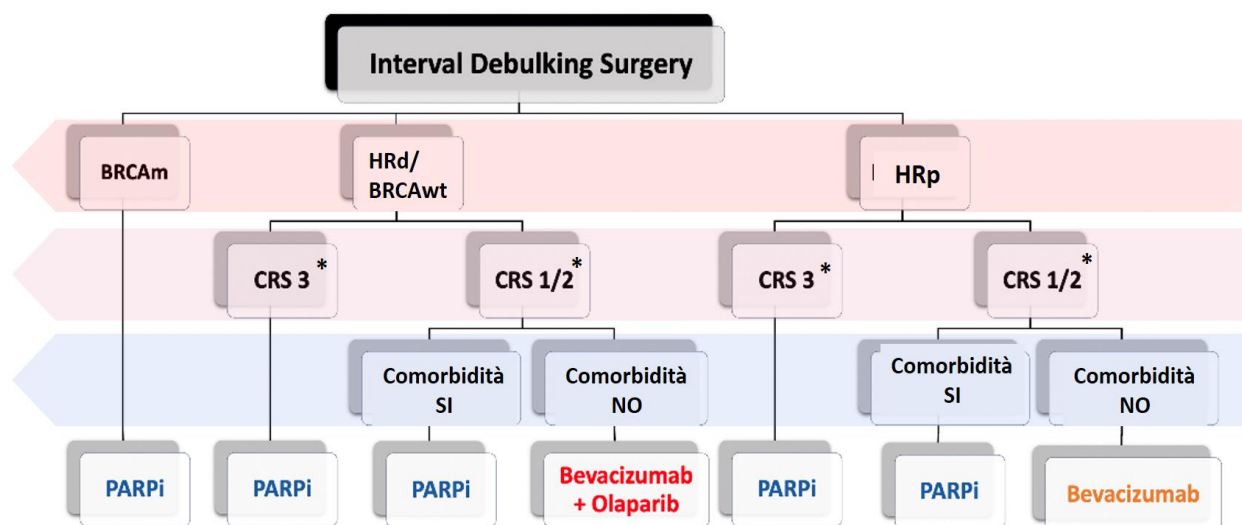 Interval Debulking Surgery
BRCAm
HRd/
BRCAwt
HRp
CRS 3 *
CRS 1/2 *
CRS 3 *
CRS 1/2 *
Comorbidità
SI
Comorbidità
NO
Comorbidità
SI
Comorbidità
NO
PARPi
PARPi
PARPi
Bevacizumab
+ Olaparib
PARPi
PARPi
Bevacizumab